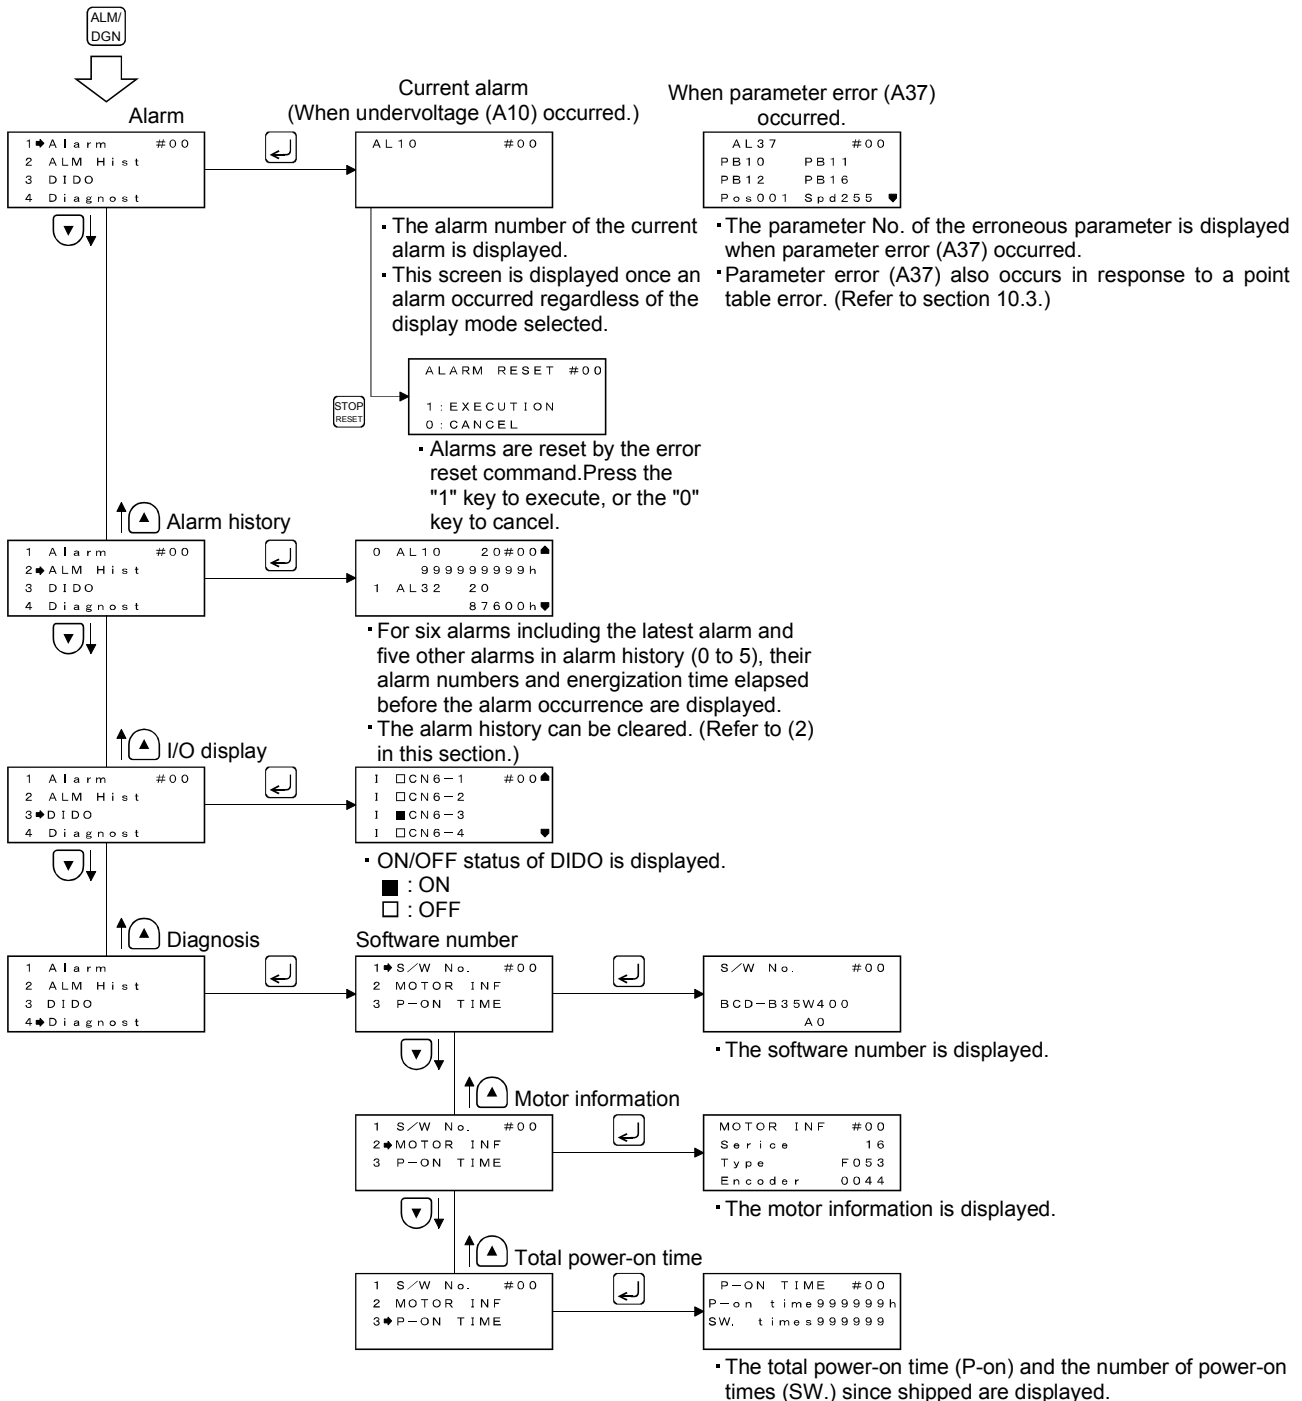 ALM/
DGN
Alarm
Current alarm
(When undervoltage (A10) occurred.)
When parameter error (A37)
occurred.
1 Alarm #00
2 ALM Hist
3 DIDO
4 Diagnost
AL10 #00
AL37 #00
PB10 PB11
PB12 PB16
Pos001 Spd255
The alarm number of the current
alarm is displayed.
This screen is displayed once an
alarm occurred regardless of the
display mode selected.
The parameter No. of the erroneous parameter is displayed
when parameter error (A37) occurred.
Parameter error (A37) also occurs in response to a point
table error. (Refer to section 10.3.)
STOP
RESET
ALARM RESET #00
1:EXECUTION
0:CANCEL
Alarms are reset by the error
reset command.Press the
"1" key to execute, or the "0"
key to cancel.
Alarm history
1 Alarm #00
2 ALM Hist
3 DIDO
4 Diagnost
0 AL10 20#00
999999999h
1 AL32 20
87600h
For six alarms including the latest alarm and
five other alarms in alarm history (0 to 5), their
alarm numbers and energization time elapsed
before the alarm occurrence are displayed.
The alarm history can be cleared. (Refer to (2)
in this section.)
I/O display
1 Alarm #00
2 ALM Hist
3 DIDO
4 Diagnost
I □CN6-1 #00
I □CN6-2
I ■CN6-3
I □CN6-4
ON/OFF status of DIDO is displayed.
■ : ON
□ : OFF
Diagnosis
1 Alarm
2 ALM Hist
3 DIDO
4 Diagnost
Software number
1 S/W No. #00
2 MOTOR INF
3 P-ON TIME
S/W No. #00
BCD-B35W400
A0
The software number is displayed.
Motor information
1 S/W No. #00
2 MOTOR INF
3 P-ON TIME
MOTOR INF #00
Serice 16
Type F053
Encoder 0044
The motor information is displayed.
Total power-on time
1 S/W No. #00
2 MOTOR INF
3 P-ON TIME
P-ON TIME #00
P-on time999999h
SW. times999999
The total power-on time (P-on) and the number of power-on
times (SW.) since shipped are displayed.